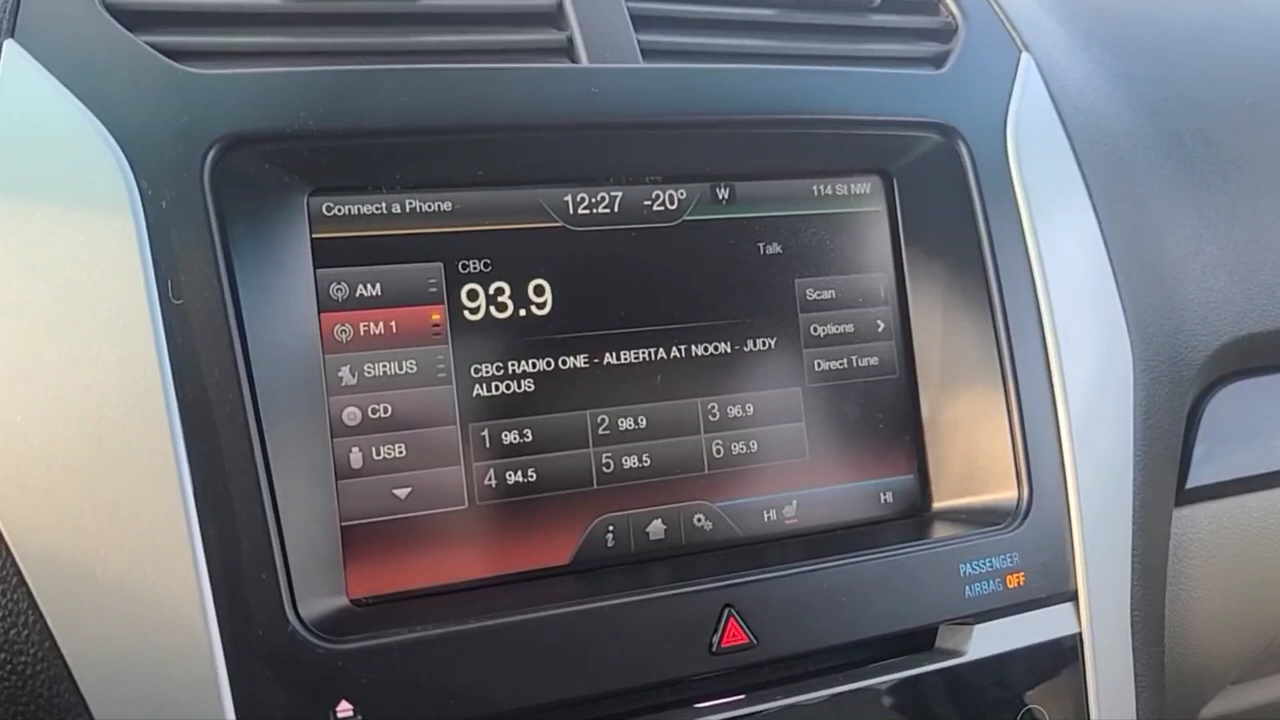 Connect a Phone
12:27 -20° W
114 St NW
Talk
CBC
93.9
AM
FM 1
SIRIUS
CD
USB
Scan
Options
Direct Tune
CBC RADIO ONE - ALBERTA AT NOON - JUDY
ALDOUS
1 96.3 2 98.9 3 96.9
4 94.5 5 98.5 6 95.9
i
HI
HI
PASSENGER
AIRBAG OFF